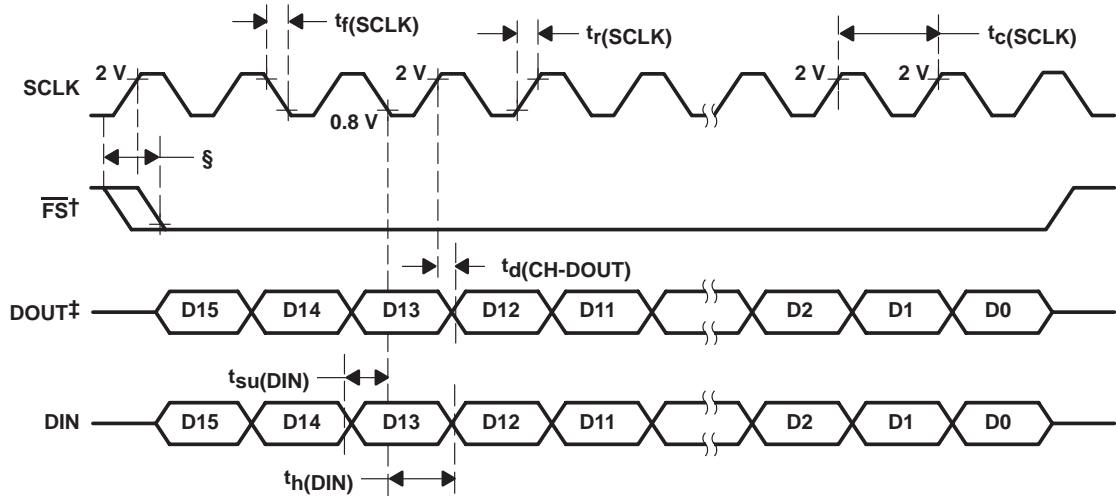 tf(SCLK)
tr(SCLK)
tc(SCLK)
2 V
2 V
2 V
2 V
SCLK
0.8 V
§
FS†
td(CH-DOUT)
DOUT‡ D15 D14 D13 D12 D11 D2 D1 D0
tsu(DIN)
DIN D15 D14 D13 D12 D11 D2 D1 D0
th(DIN)